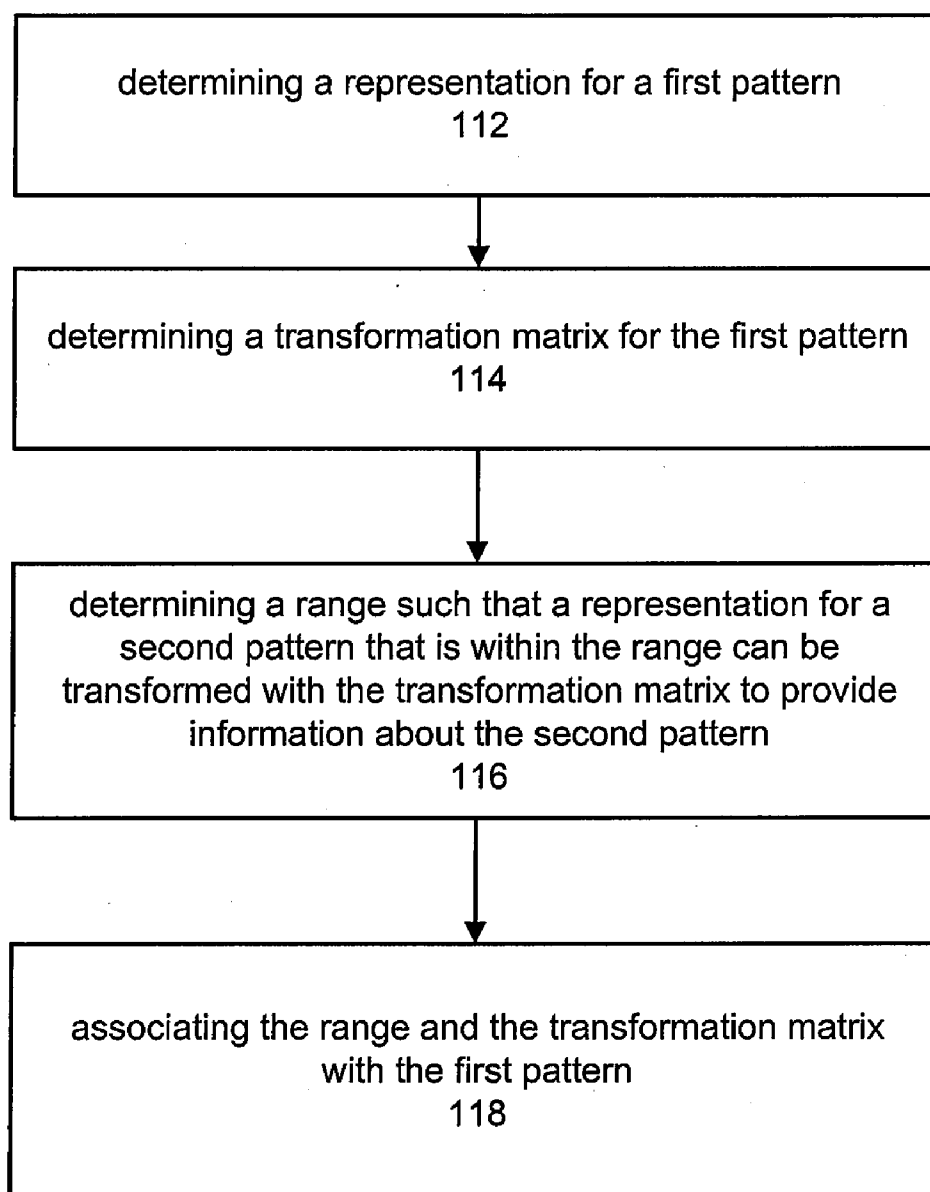 determining a representation for a first pattern
112
determining a transformation matrix for the first pattern
114
determining a range such that a representation for a
second pattern that is within the range can be
transformed with the transformation matrix to provide
information about the second pattern
116
associating the range and the transformation matrix
with the first pattern
118